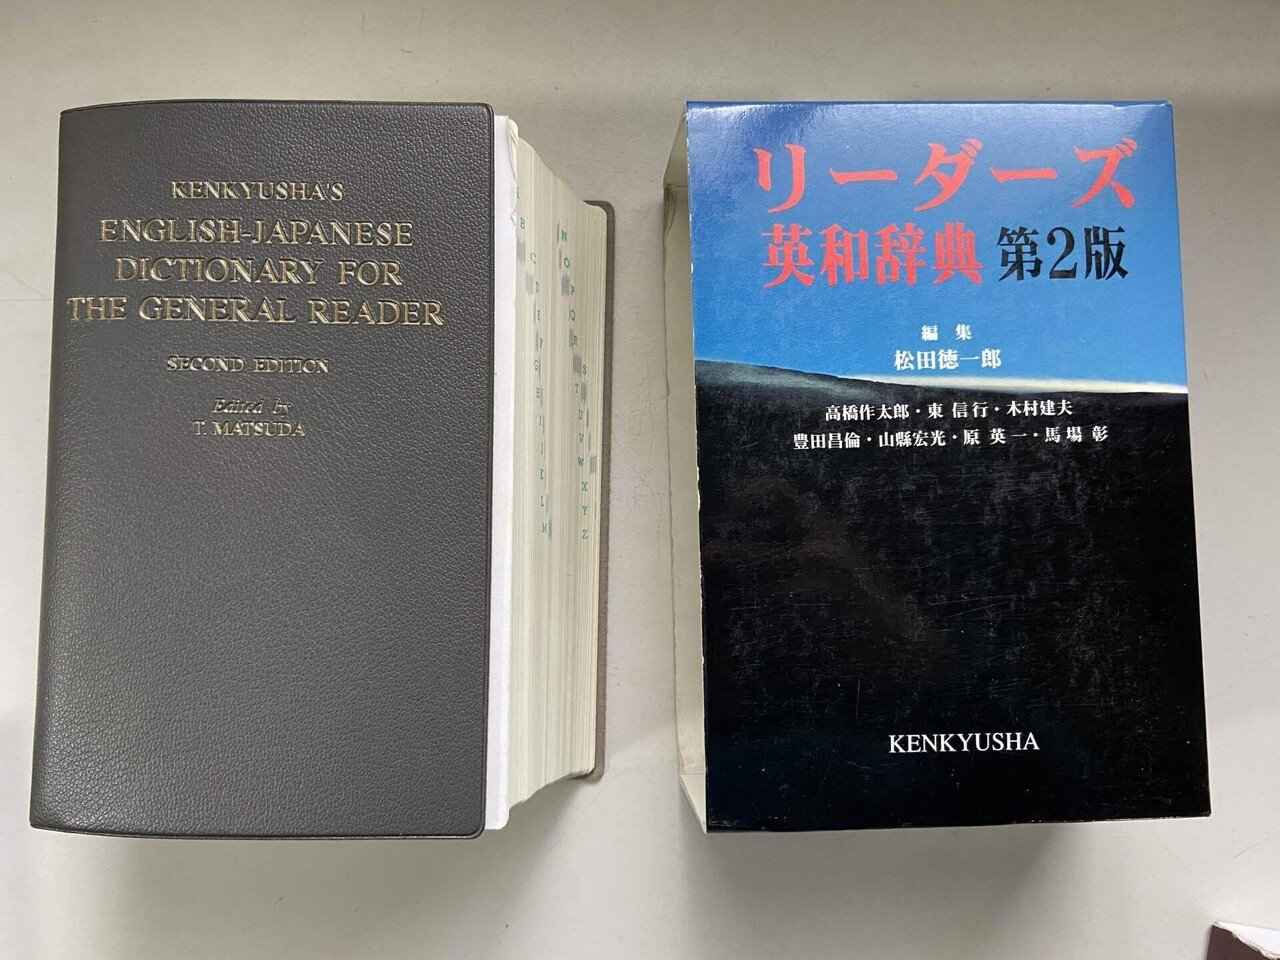 KENKYUSHA'S
ENGLISH-JAPANESE
DICTIONARY FOR
THE GENERAL READER
SECOND EDITION
Edited by
T. MATSUDA
B
C
D
E
F
G
H
I
J
K
L
M
N
O
P
Q
R
S
T
U
V
W
X
Y
Z
リーダーズ
英和辞典 第2版
編集
松田徳一郎
高橋作太郎・東 信行・木村建夫
豊田昌倫・山縣宏光・原 英一・馬場 彰
KENKYUSHA